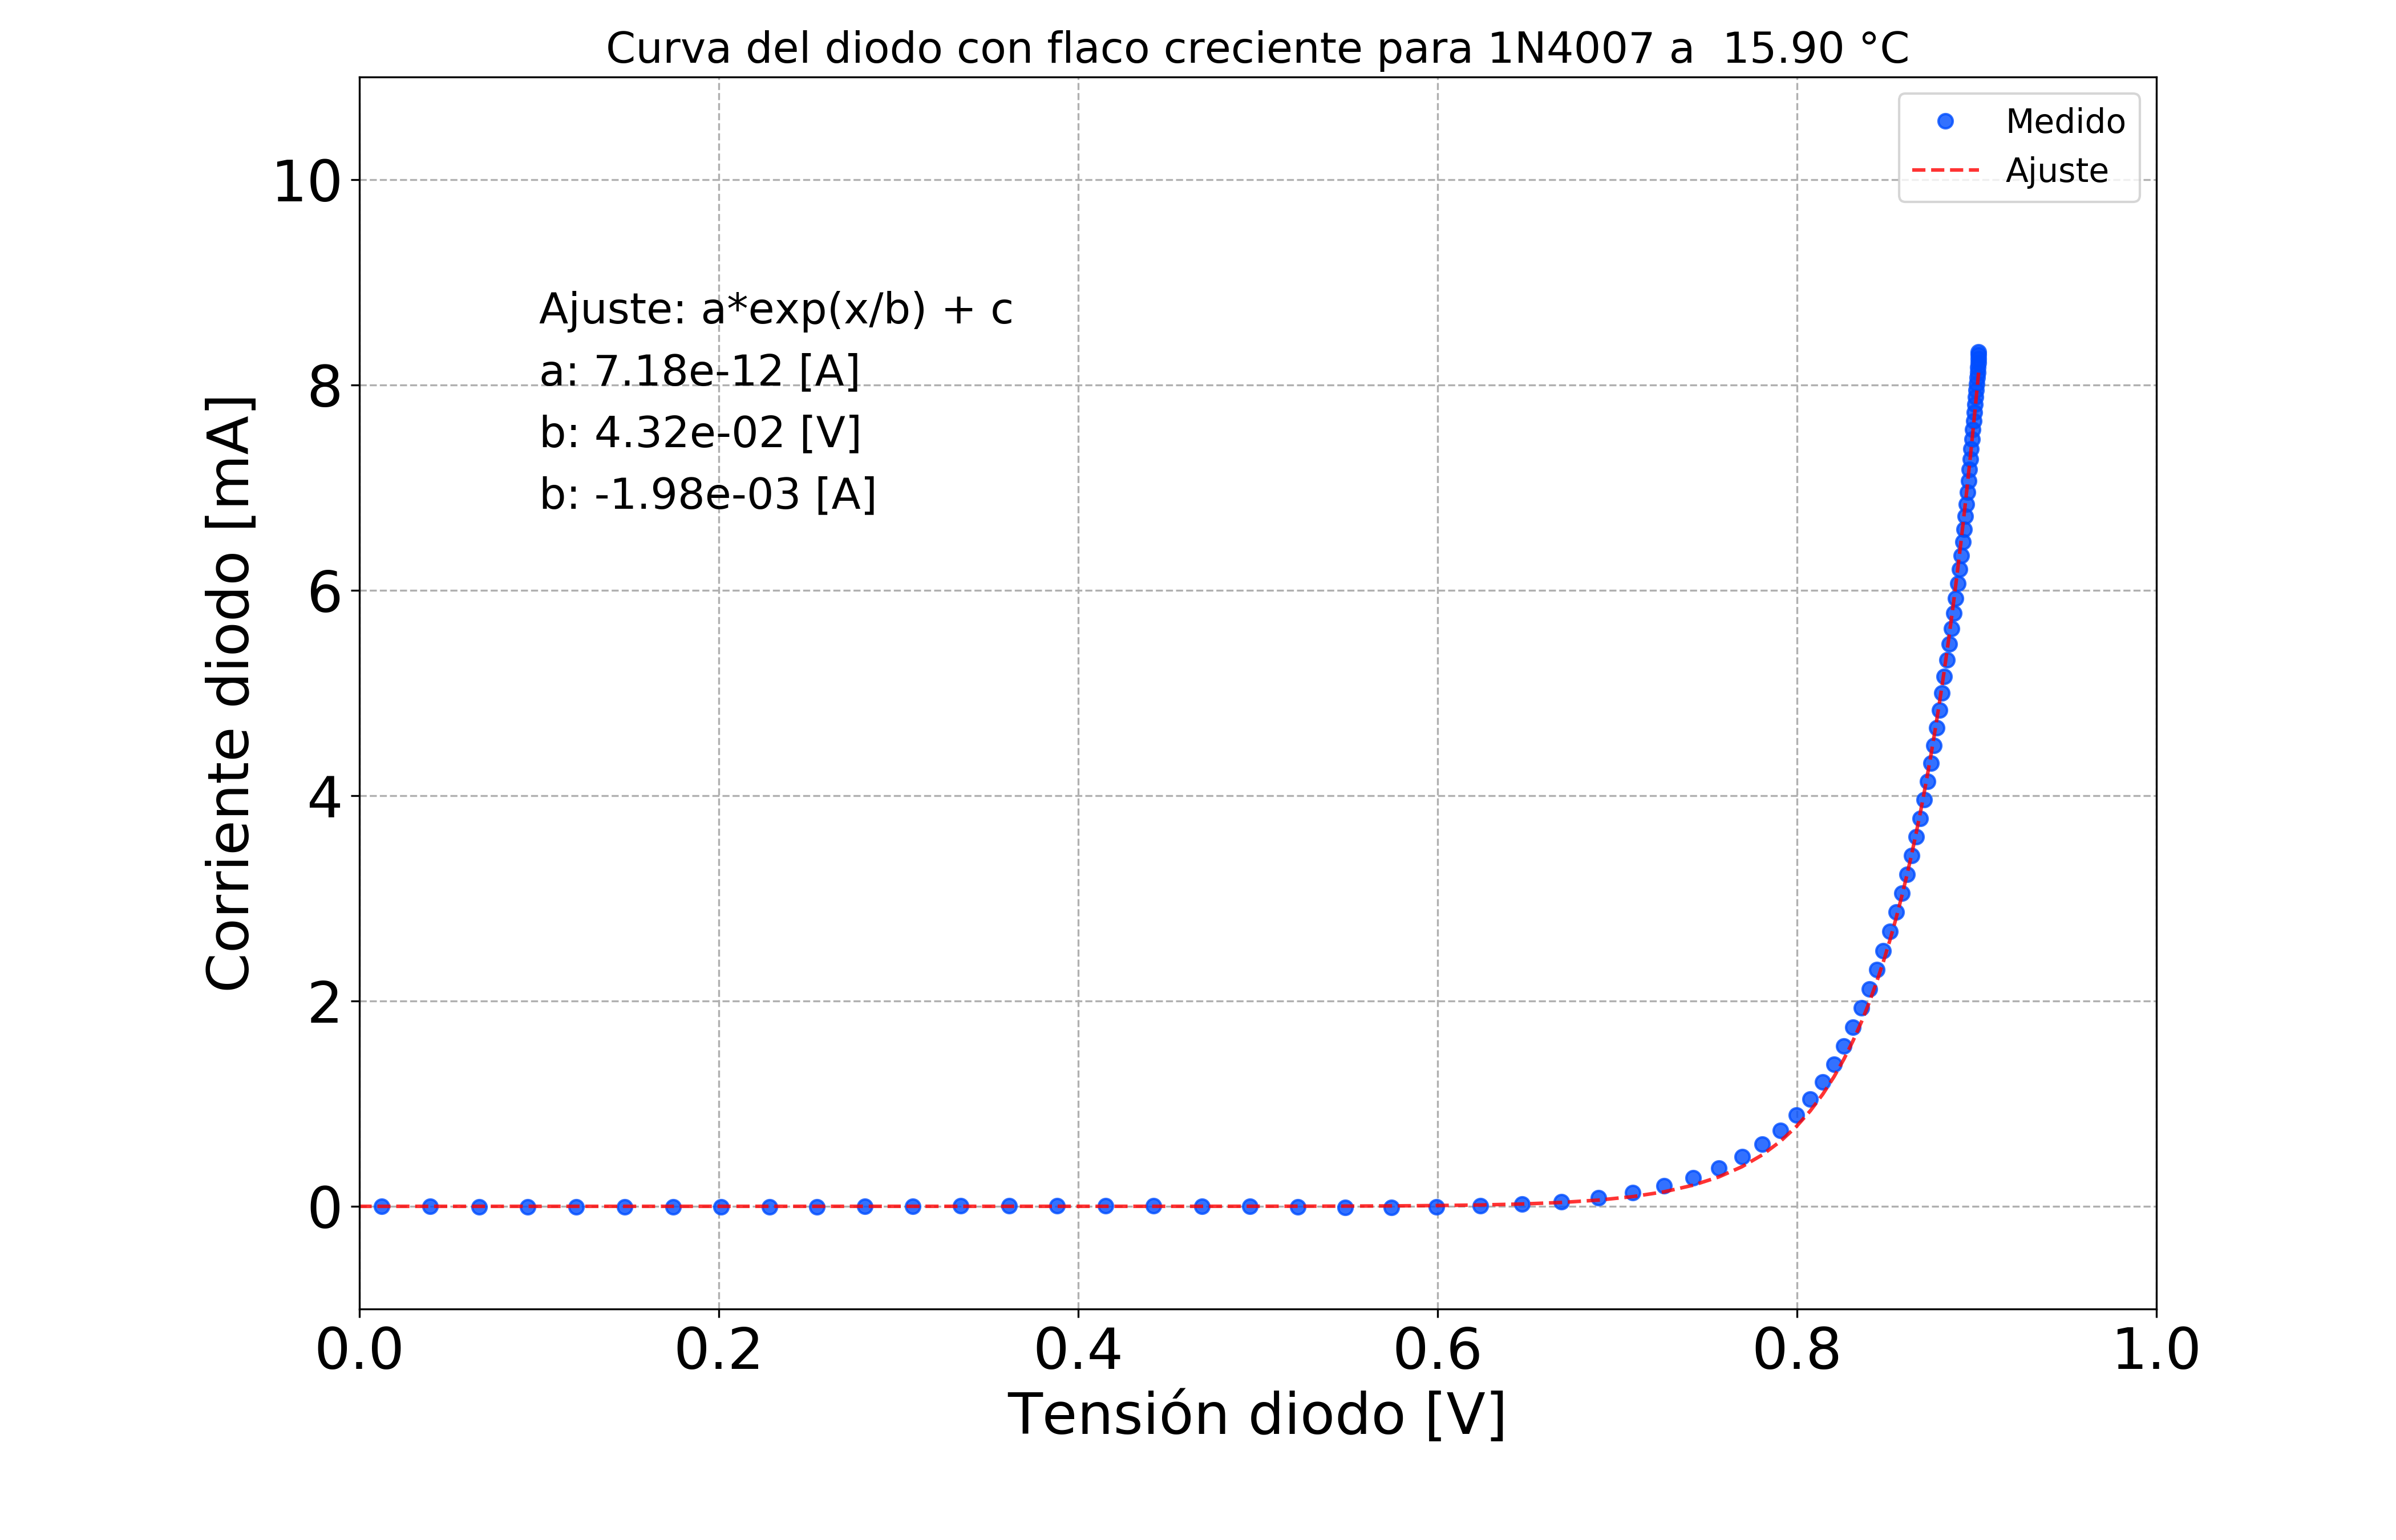 Curva del diodo con flaco creciente para 1N4007 a  15.90 °C
Medido
Ajuste
Ajuste: a*exp(x/b) + c
a: 7.18e-12 [A]
b: 4.32e-02 [V]
b: -1.98e-03 [A]
Corriente diodo [mA]
10
8
6
4
2
0
0.0 0.2 0.4 0.6 0.8 1.0
Tensión diodo [V]